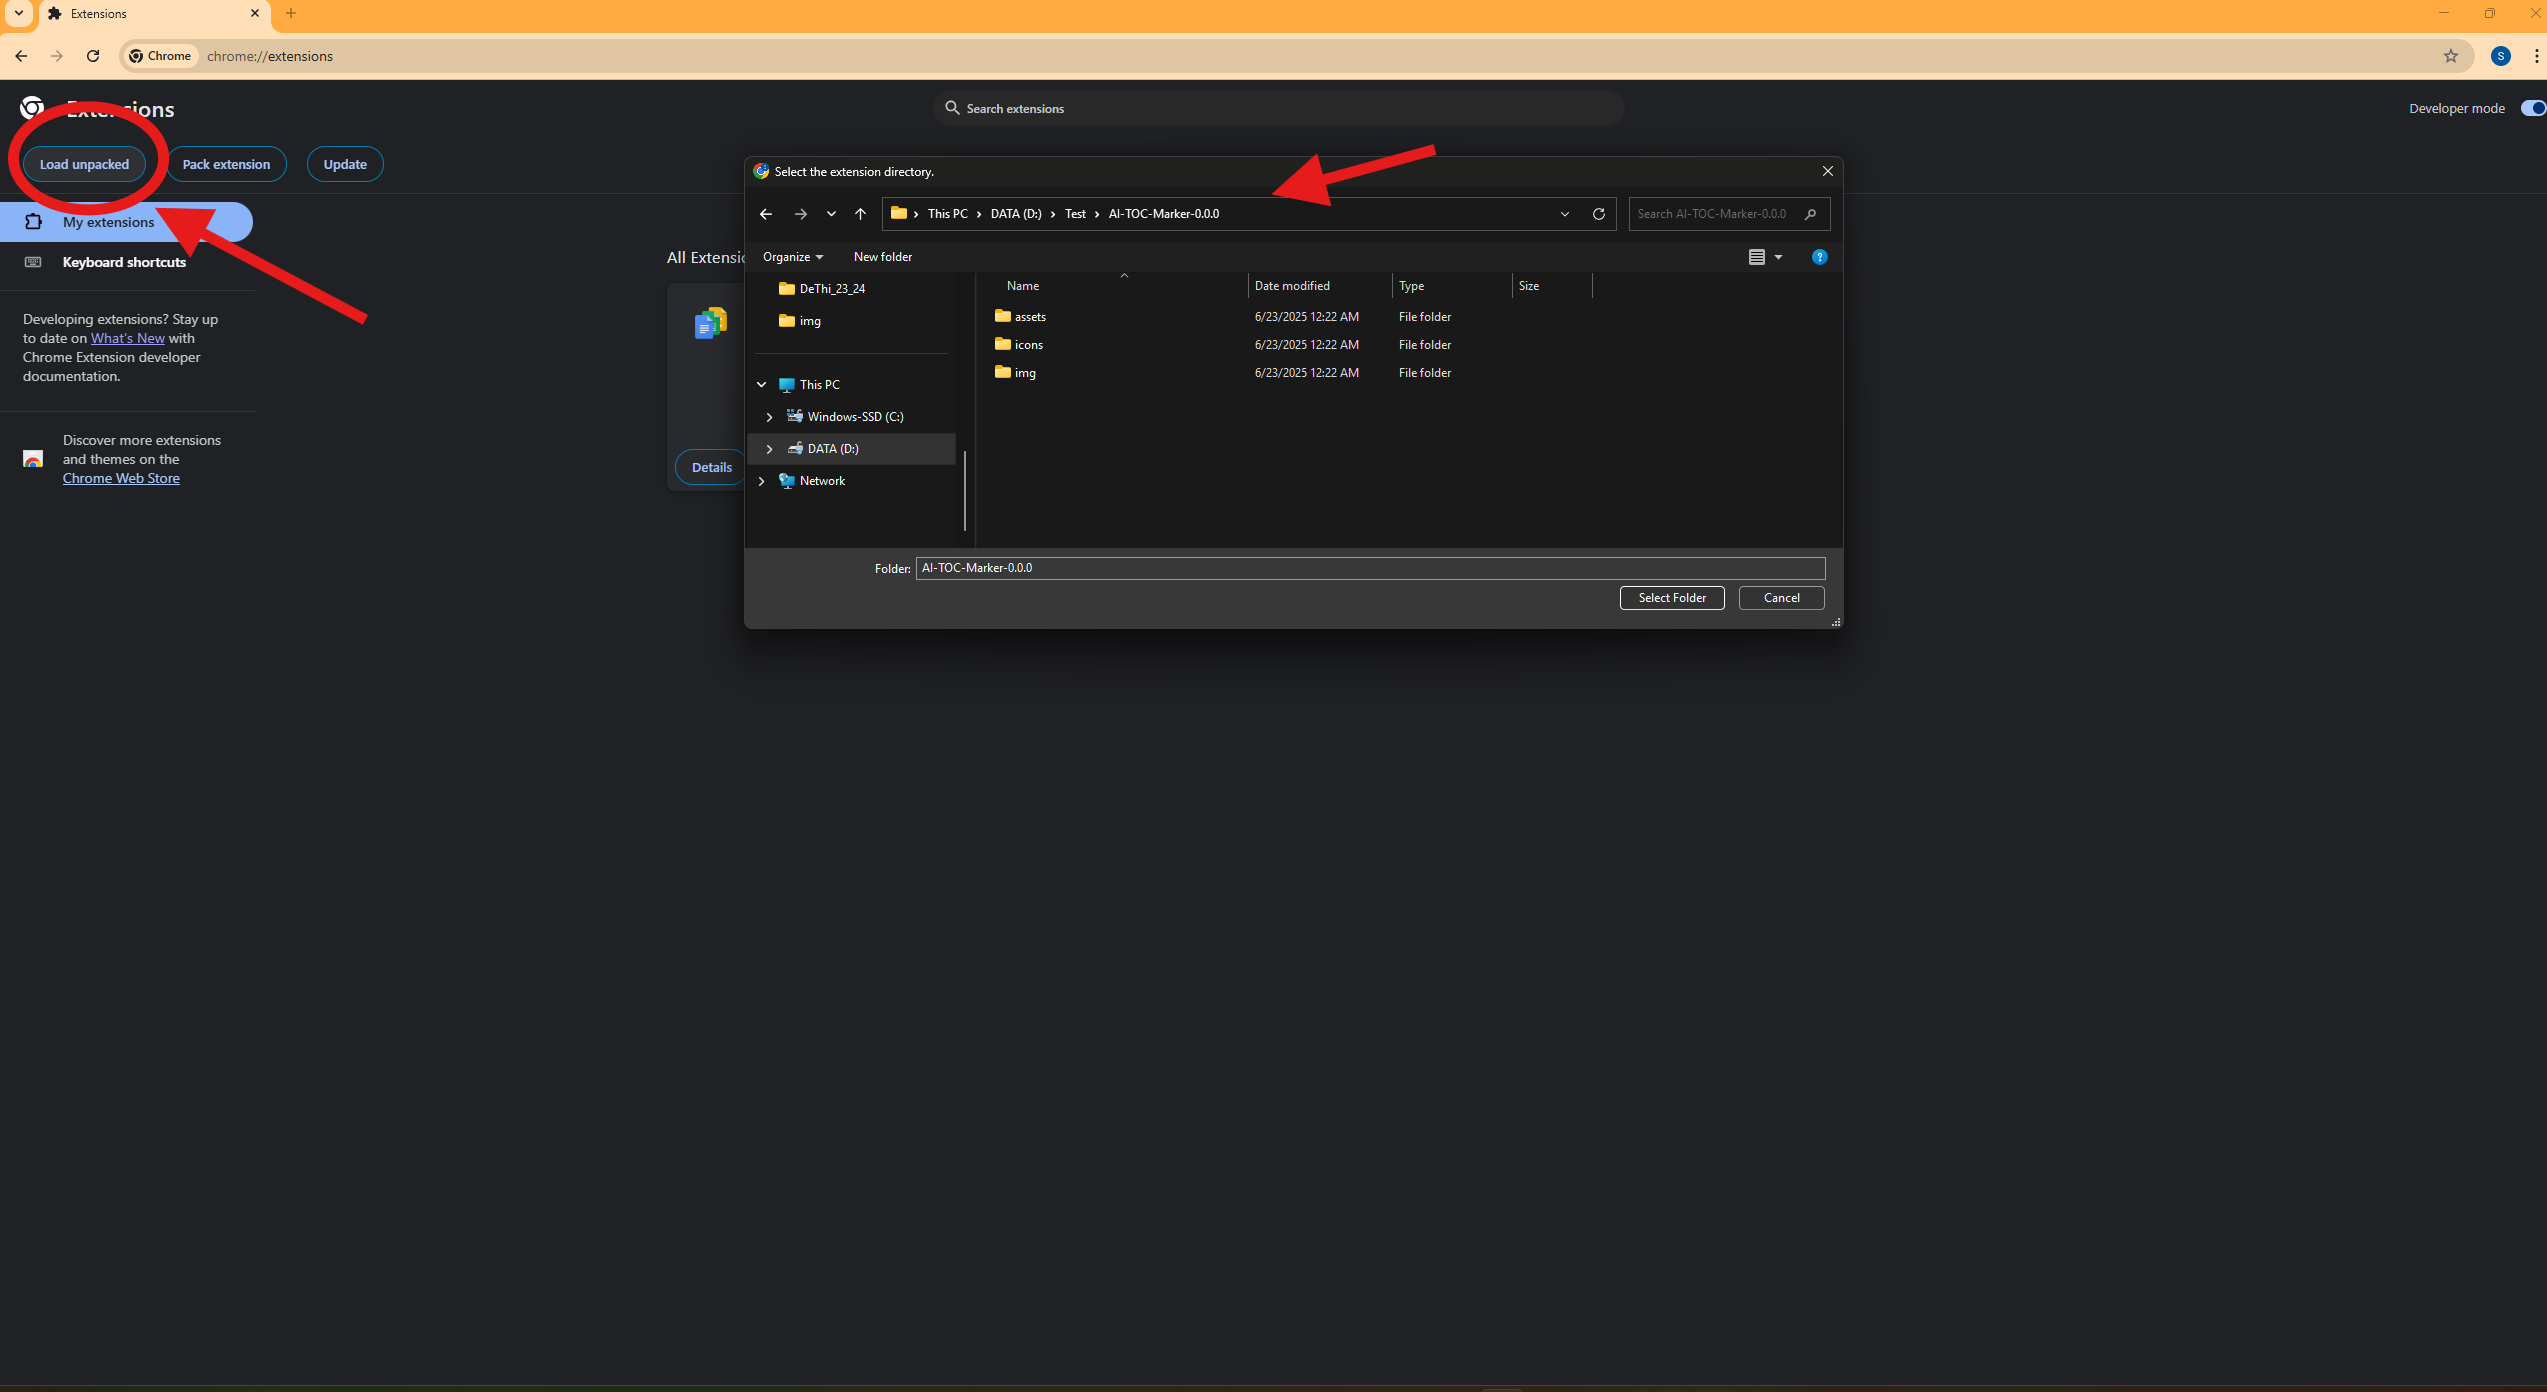 Extensions
Chrome
chrome://extensions
S
Extensions
Search extensions
Developer mode
Load unpacked
Pack extension
Update
My extensions
Keyboard shortcuts
Developing extensions? Stay up
to date on What's New with
Chrome Extension developer
documentation.
Discover more extensions
and themes on the
Chrome Web Store
All Extensi
Details
Select the extension directory.
This PC > DATA (D:) > Test > AI-TOC-Marker-0.0.0
Search AI-TOC-Marker-0.0.0
Organize
New folder
?
DeThi_23_24
img
This PC
Windows-SSD (C:)
DATA (D:)
Network
Name Date modified Type Size
assets 6/23/2025 12:22 AM File folder
icons 6/23/2025 12:22 AM File folder
img 6/23/2025 12:22 AM File folder
Folder: AI-TOC-Marker-0.0.0
Select Folder
Cancel